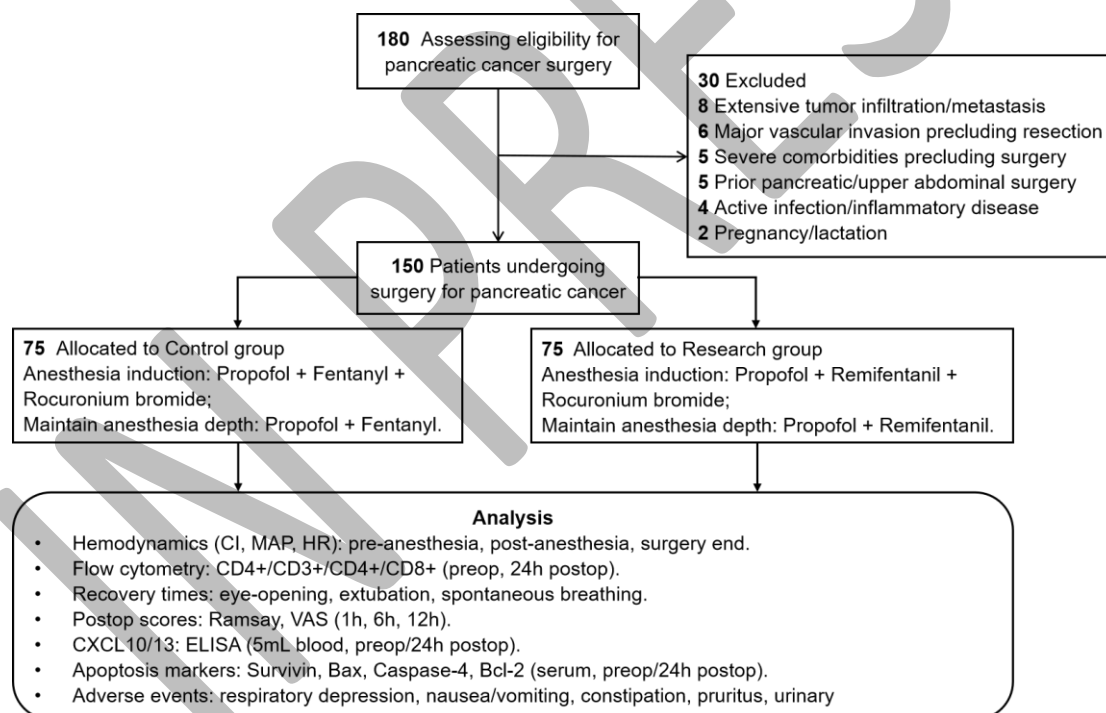 180 Assessing eligibility for
pancreatic cancer surgery
30 Excluded
8 Extensive tumor infiltration/metastasis
6 Major vascular invasion precluding resection
5 Severe comorbidities precluding surgery
5 Prior pancreatic/upper abdominal surgery
4 Active infection/inflammatory disease
2 Pregnancy/lactation
150 Patients undergoing
surgery for pancreatic cancer
75 Allocated to Control group
Anesthesia induction: Propofol + Fentanyl +
Rocuronium bromide;
Maintain anesthesia depth: Propofol + Fentanyl.
75 Allocated to Research group
Anesthesia induction: Propofol + Remifentanil +
Rocuronium bromide;
Maintain anesthesia depth: Propofol + Remifentanil.
Analysis
• Hemodynamics (CI, MAP, HR): pre-anesthesia, post-anesthesia, surgery end.
• Flow cytometry: CD4+/CD3+/CD4+/CD8+ (preop, 24h postop).
• Recovery times: eye-opening, extubation, spontaneous breathing.
• Postop scores: Ramsay, VAS (1h, 6h, 12h).
• CXCL10/13: ELISA (5mL blood, preop/24h postop).
• Apoptosis markers: Survivin, Bax, Caspase-4, Bcl-2 (serum, preop/24h postop).
• Adverse events: respiratory depression, nausea/vomiting, constipation, pruritus, urinary
IN PRES